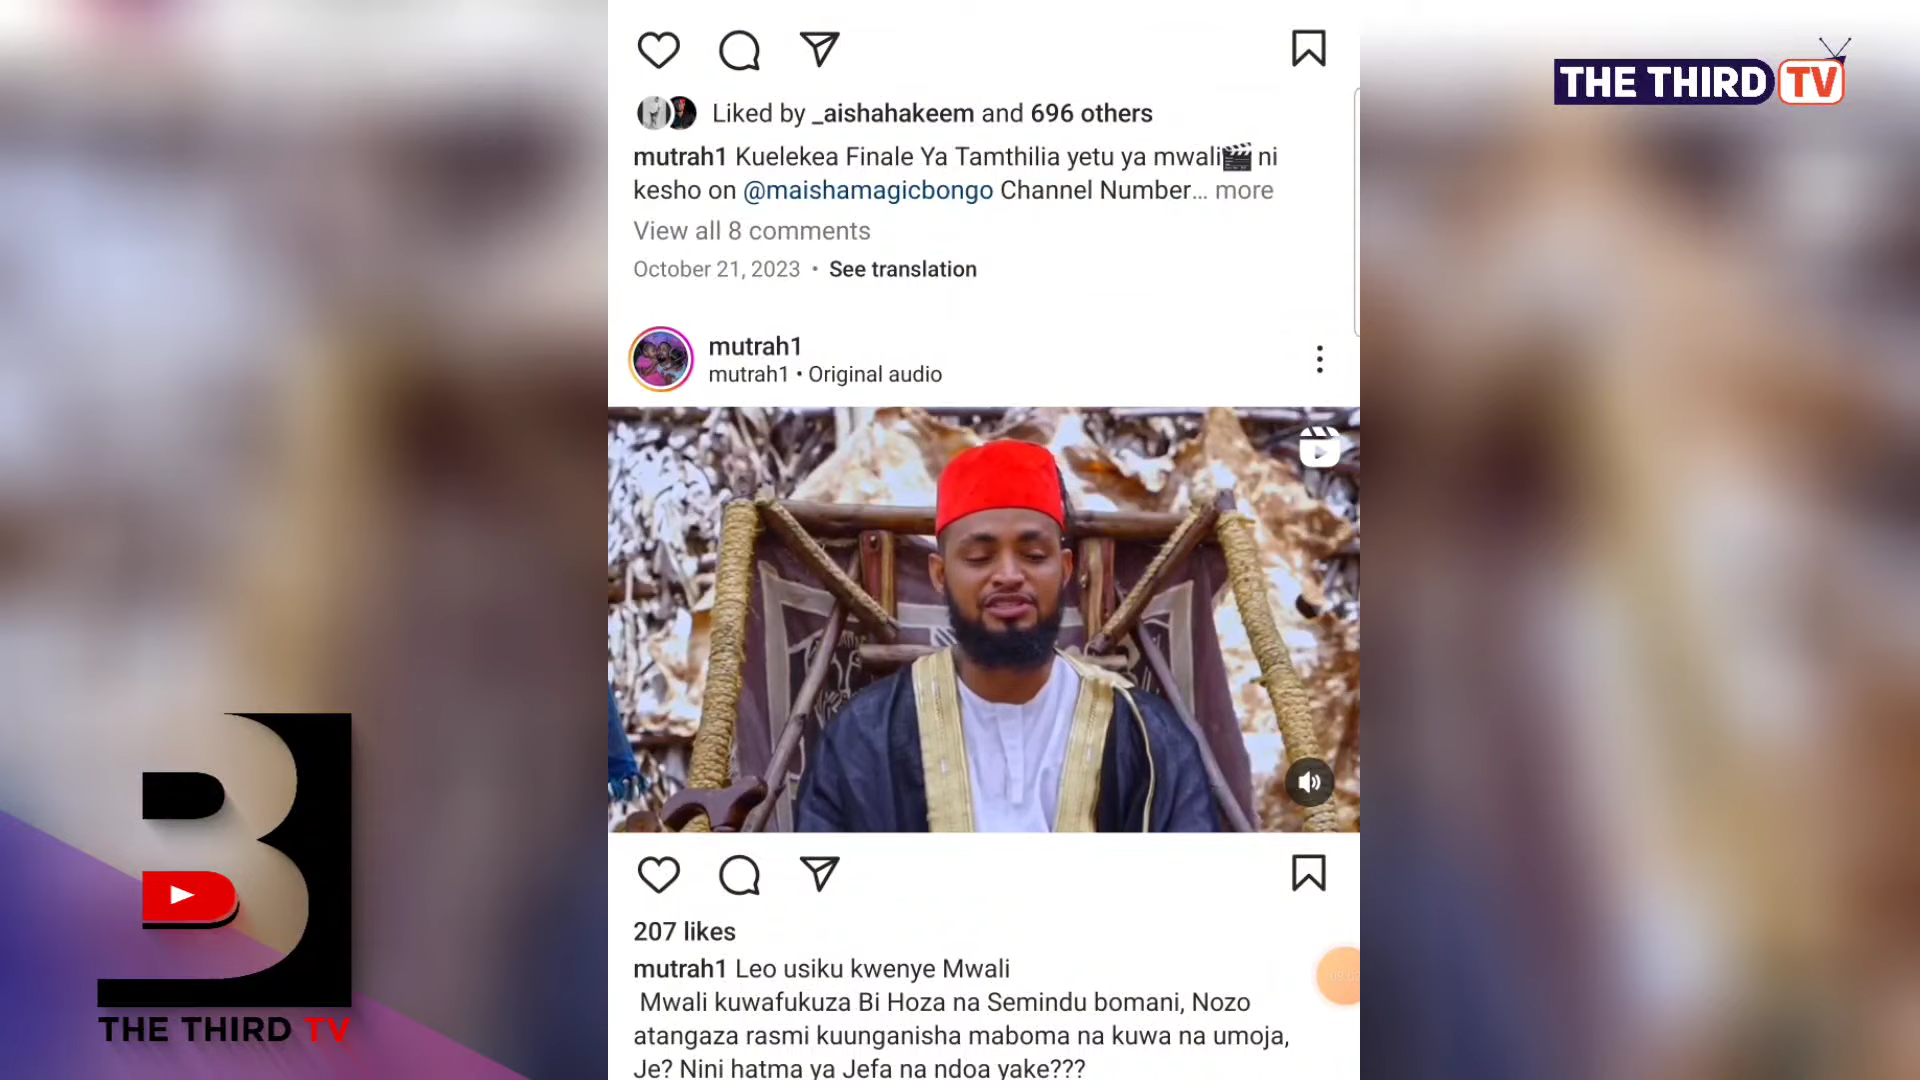 THE THIRD TV
Liked by _aishahakeem and 696 others
mutrah1 Kuelekea Finale Ya Tamthilia yetu ya mwali🎬 ni
kesho on @maishamagicbongo Channel Number... more
View all 8 comments
October 21, 2023 • See translation
mutrah1
mutrah1 • Original audio
207 likes
mutrah1 Leo usiku kwenye Mwali
Mwali kuwafukuza Bi Hoza na Semindu bomani, Nozo
atangaza rasmi kuunganisha maboma na kuwa na umoja,
Je? Nini hatma ya Jefa na ndoa yake???
B
THE THIRD TV